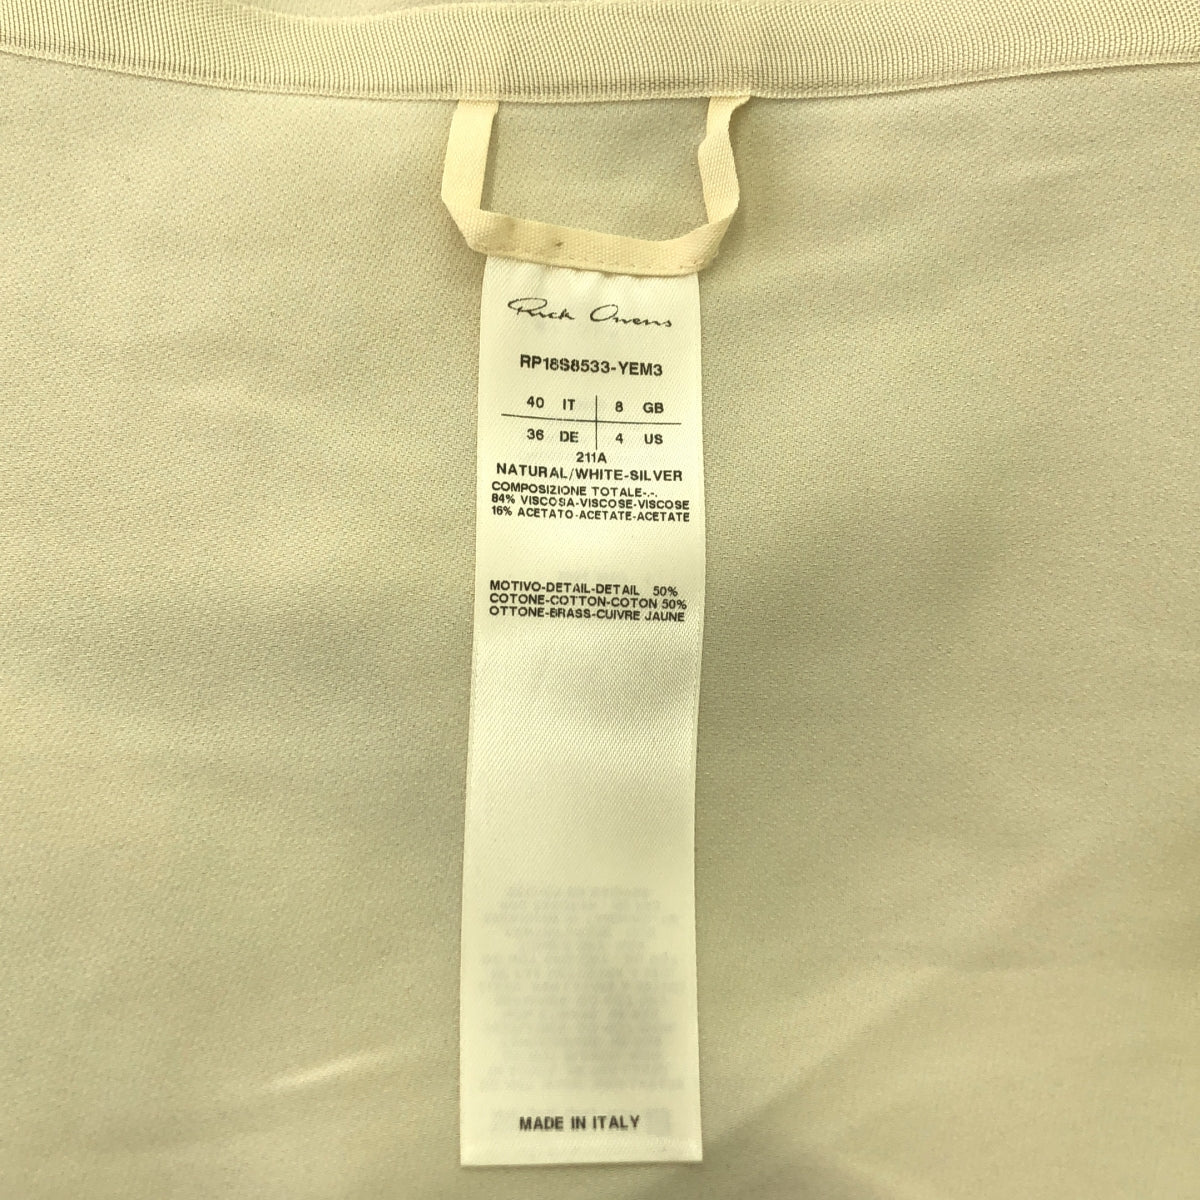 Rick Owens
RP18S8533-YEM3
40 IT 8 GB
36 DE 4 US
211A
NATURAL/WHITE-SILVER
COMPOSIZIONE TOTALE-.-.
84% VISCOSA-VISCOSE-VISCOSE
16% ACETATO-ACETATE-ACETATE
MOTIVO-DETAIL-DETAIL 50%
COTONE-COTTON-COTON 50%
OTTONE-BRASS-CUIVRE JAUNE
MADE IN ITALY